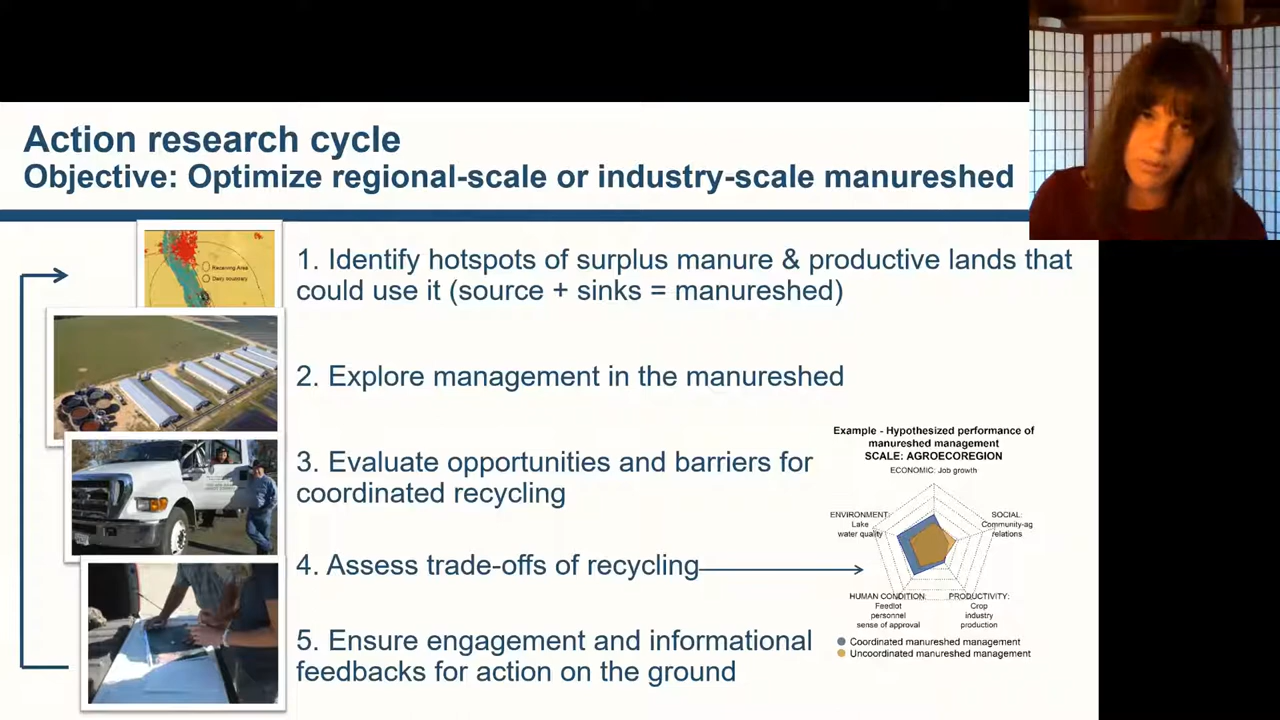 Action research cycle
Objective: Optimize regional-scale or industry-scale manureshed
Receiving Area
Dairy boundary
1. Identify hotspots of surplus manure & productive lands that
could use it (source + sinks = manureshed)
2. Explore management in the manureshed
3. Evaluate opportunities and barriers for
coordinated recycling
4. Assess trade-offs of recycling
5. Ensure engagement and informational
feedbacks for action on the ground
Example - Hypothesized performance of
manureshed management
SCALE: AGROECOREGION
ECONOMIC: Job growth
ENVIRONMENT:
Lake
water quality
SOCIAL:
Community-ag
relations
HUMAN CONDITION:
Feedlot
personnel
sense of approval
PRODUCTIVITY:
Crop
industry
production
Coordinated manureshed management
Uncoordinated manureshed management